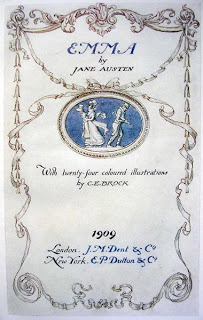 EMMA
by
JANE AUSTEN
With twenty-four coloured illustrations
by C.E.BROCK
1909
London. J.M.Dent & Co
New York. E.P.Dutton & Co